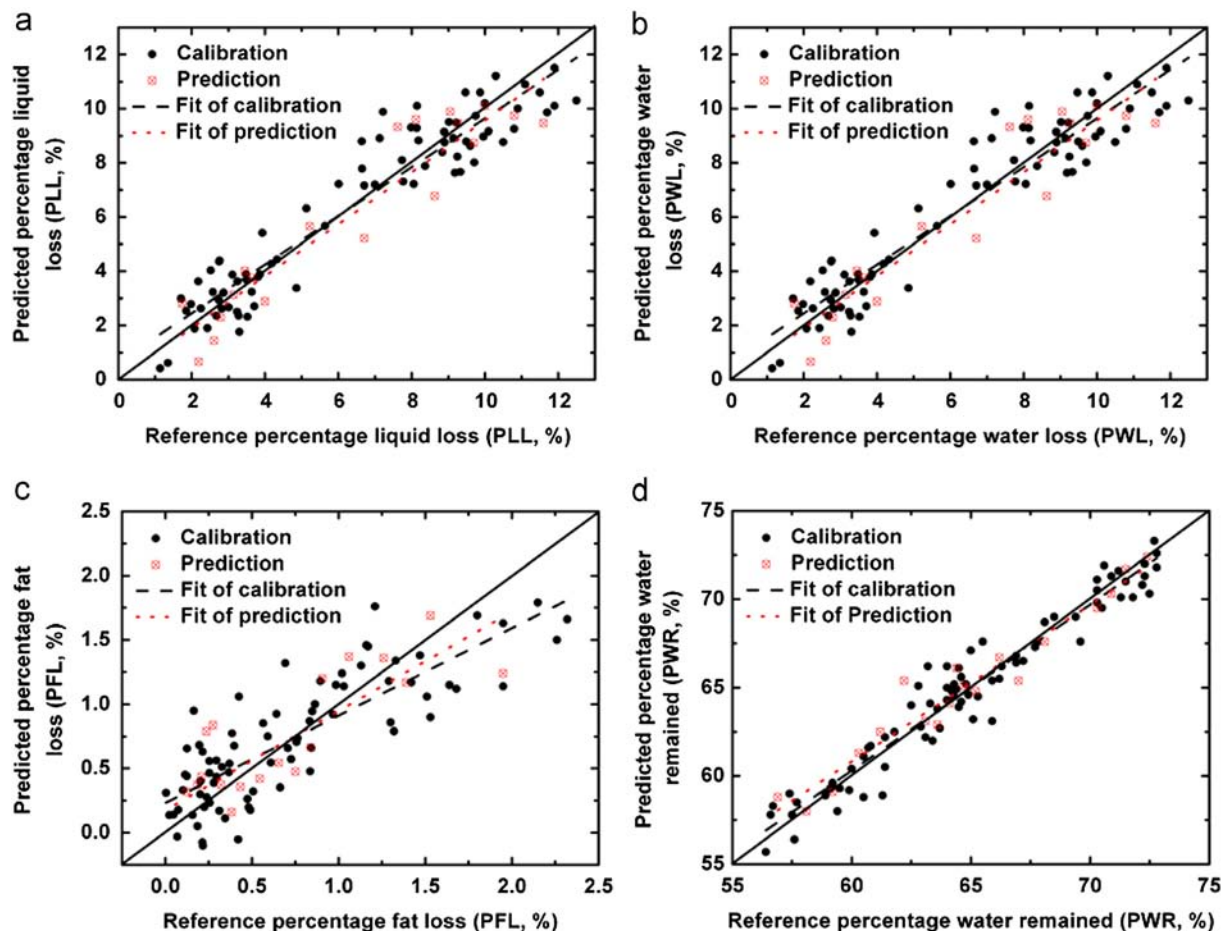 a
12
10
8
6
4
2
0
0 2 4 6 8 10 12
Predicted percentage liquid
loss (PLL, %)
Calibration
Prediction
Fit of calibration
Fit of prediction
Reference percentage liquid loss (PLL, %)
b
12
10
8
6
4
2
0
0 2 4 6 8 10 12
Predicted percentage water
loss (PWL, %)
Calibration
Prediction
Fit of calibration
Fit of prediction
Reference percentage water loss (PWL, %)
c
2.5
2.0
1.5
1.0
0.5
0.0
0.0 0.5 1.0 1.5 2.0 2.5
Predicted percentage fat
loss (PFL, %)
Calibration
Prediction
Fit of calibration
Fit of prediction
Reference percentage fat loss (PFL, %)
d
75
70
65
60
55
55 60 65 70 75
Predicted percentage water
remained (PWR, %)
Calibration
Prediction
Fit of calibration
Fit of Prediction
Reference percentage water remained (PWR, %)